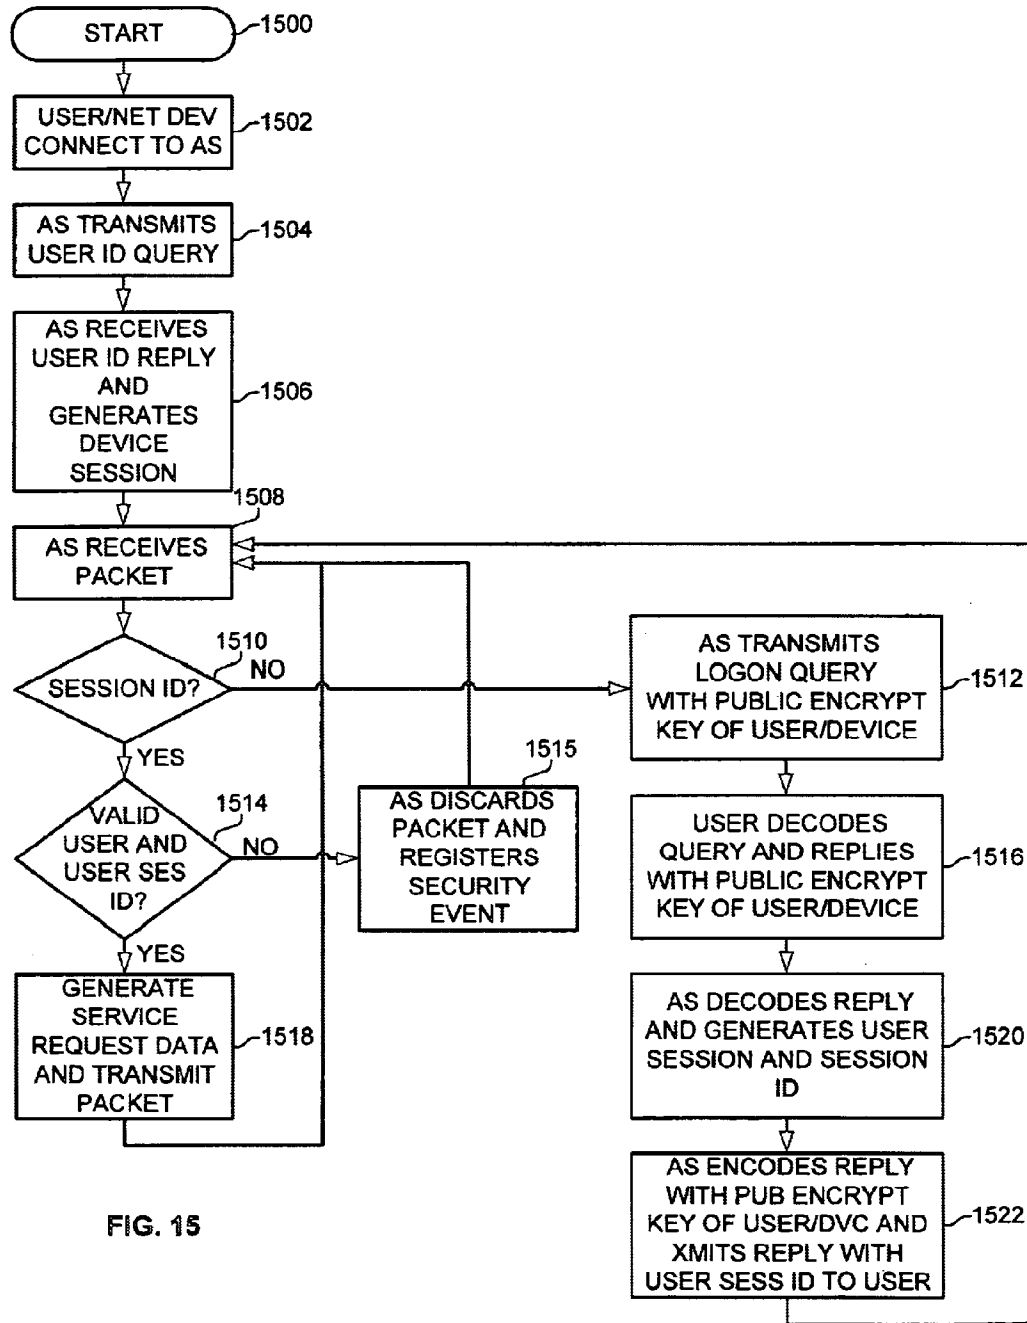 START
1500
USER/NET DEV
CONNECT TO AS
1502
AS TRANSMITS
USER ID QUERY
1504
AS RECEIVES
USER ID REPLY
AND
GENERATES
DEVICE
SESSION
1506
1508
AS RECEIVES
PACKET
SESSION ID?
1510
NO
YES
AS TRANSMITS
LOGON QUERY
WITH PUBLIC ENCRYPT
KEY OF USER/DEVICE
1512
VALID
USER AND
USER SES
ID?
1514
NO
YES
1515
AS DISCARDS
PACKET AND
REGISTERS
SECURITY
EVENT
USER DECODES
QUERY AND REPLIES
WITH PUBLIC ENCRYPT
KEY OF USER/DEVICE
1516
GENERATE
SERVICE
REQUEST DATA
AND TRANSMIT
PACKET
1518
AS DECODES REPLY
AND GENERATES USER
SESSION AND SESSION
ID
1520
AS ENCODES REPLY
WITH PUB ENCRYPT
KEY OF USER/DVC AND
XMITS REPLY WITH
USER SESS ID TO USER
1522
FIG. 15